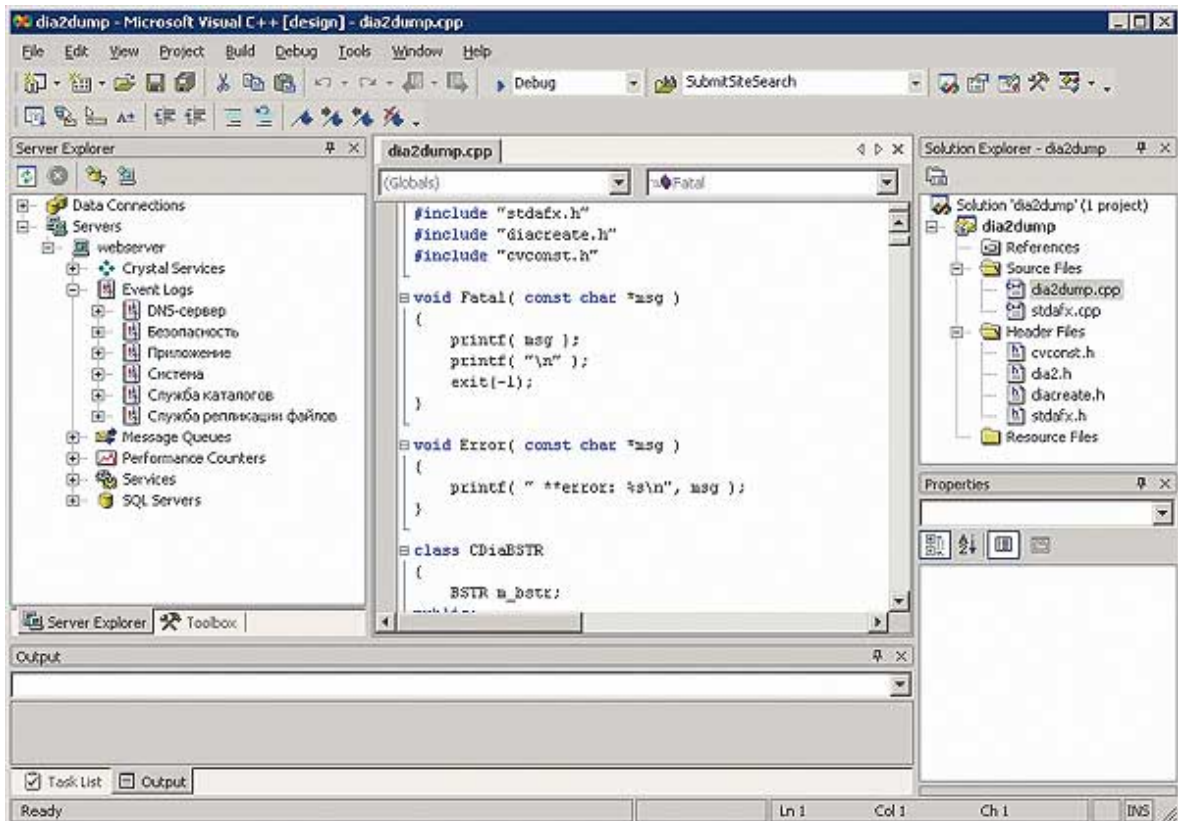 dia2dump - Microsoft Visual C++ [design] - dia2dump.cpp
File Edit View Project Build Debug Tools Window Help
Debug SubmitSiteSearch
Server Explorer
Data Connections
Servers
webserver
Crystal Services
Event Logs
DNS-сервер
Безопасность
Приложение
Система
Служба каталогов
Служба репликации файлов
Message Queues
Performance Counters
Services
SQL Servers
Server Explorer Toolbox
dia2dump.cpp
(Globals) Fatal
#include "stdafx.h"
#include "diacreate.h"
#include "cvconst.h"
void Fatal( const char *msg )
{
printf( msg );
printf( "\n" );
exit(-1);
}
void Error( const char *msg )
{
printf( " **error: %s\n", msg );
}
class CDiaBSTR
{
BSTR m_bstr;
Solution Explorer - dia2dump
Solution 'dia2dump' (1 project)
dia2dump
References
Source Files
dia2dump.cpp
stdafx.cpp
Header Files
cvconst.h
dia2.h
diacreate.h
stdafx.h
Resource Files
Properties
Output
Task List Output
Ready Ln 1 Col 1 Ch 1 INS